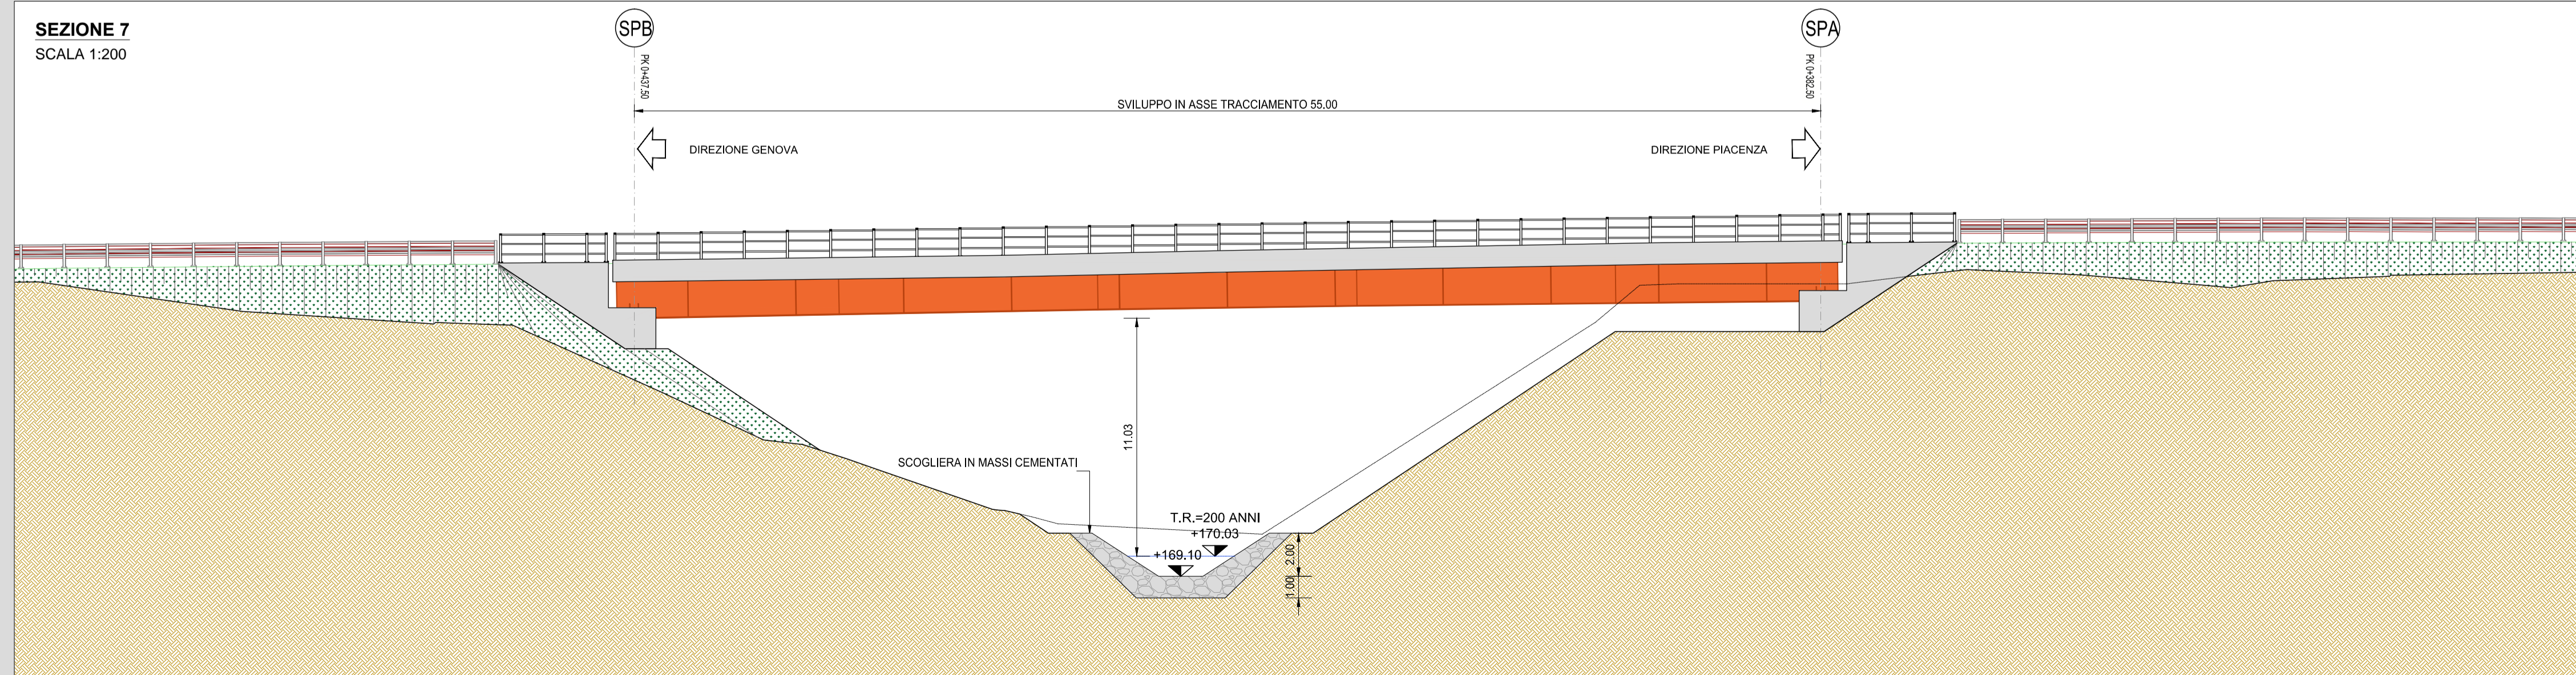 SEZIONE 7
SCALA 1:200
SPB
SPA
PK 0+437.50
PK 0+382.50
SVILUPPO IN ASSE TRACCIAMENTO 55.00
DIREZIONE GENOVA
DIREZIONE PIACENZA
11.03
SCOGLIERA IN MASSI CEMENTATI
T.R.=200 ANNI
+170.03
+169.10
2.00
1.00